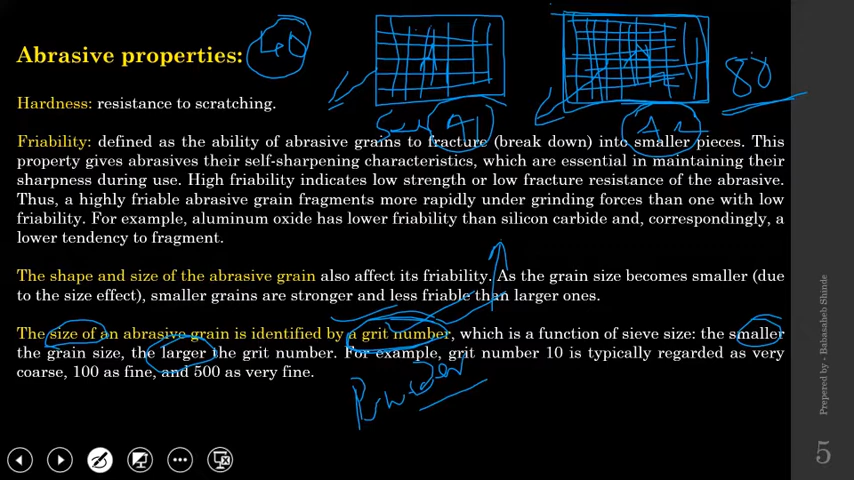 Abrasive properties:
40
80
Hardness: resistance to scratching.
A1
Friability: defined as the ability of abrasive grains to fracture (break down) into smaller pieces. This
property gives abrasives their self-sharpening characteristics, which are essential in maintaining their
sharpness during use. High friability indicates low strength or low fracture resistance of the abrasive.
Thus, a highly friable abrasive grain fragments more rapidly under grinding forces than one with low
friability. For example, aluminum oxide has lower friability than silicon carbide and, correspondingly, a
lower tendency to fragment.
The shape and size of the abrasive grain also affect its friability. As the grain size becomes smaller (due
to the size effect), smaller grains are stronger and less friable than larger ones.
The size of an abrasive grain is identified by a grit number, which is a function of sieve size: the smaller
the grain size, the larger the grit number. For example, grit number 10 is typically regarded as very
coarse, 100 as fine, and 500 as very fine.
Powder
Prepered by - Babasaheb Shinde
5